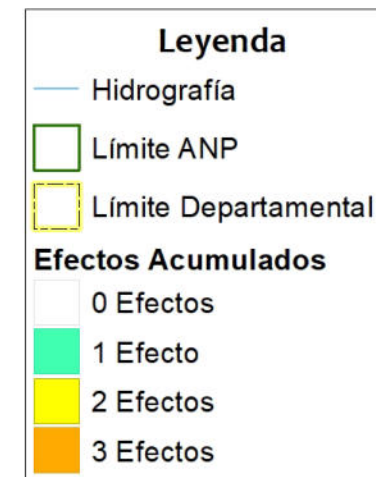 Leyenda
Hidrografía
Límite ANP
Límite Departamental
Efectos Acumulados
0 Efectos
1 Efecto
2 Efectos
3 Efectos